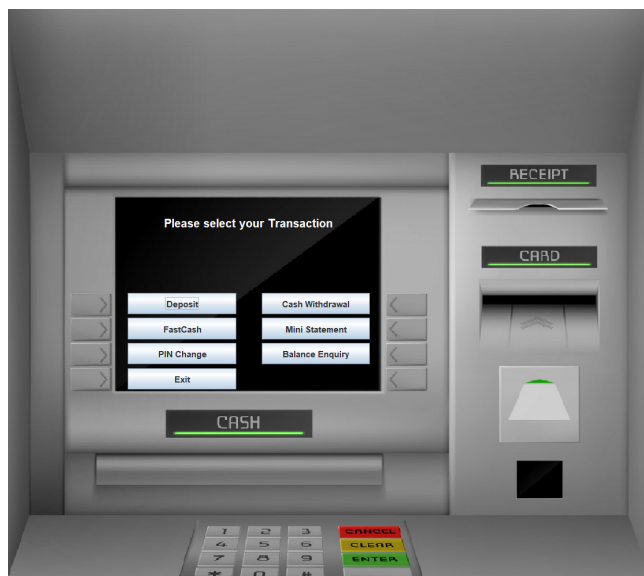 RECEIPT
Please select your Transaction
CARD
Deposit
Cash Withdrawal
FastCash
Mini Statement
PIN Change
Balance Enquiry
Exit
CASH
1 2 3 CANCEL
4 5 6 CLEAR
7 8 9 ENTER
* 0 #